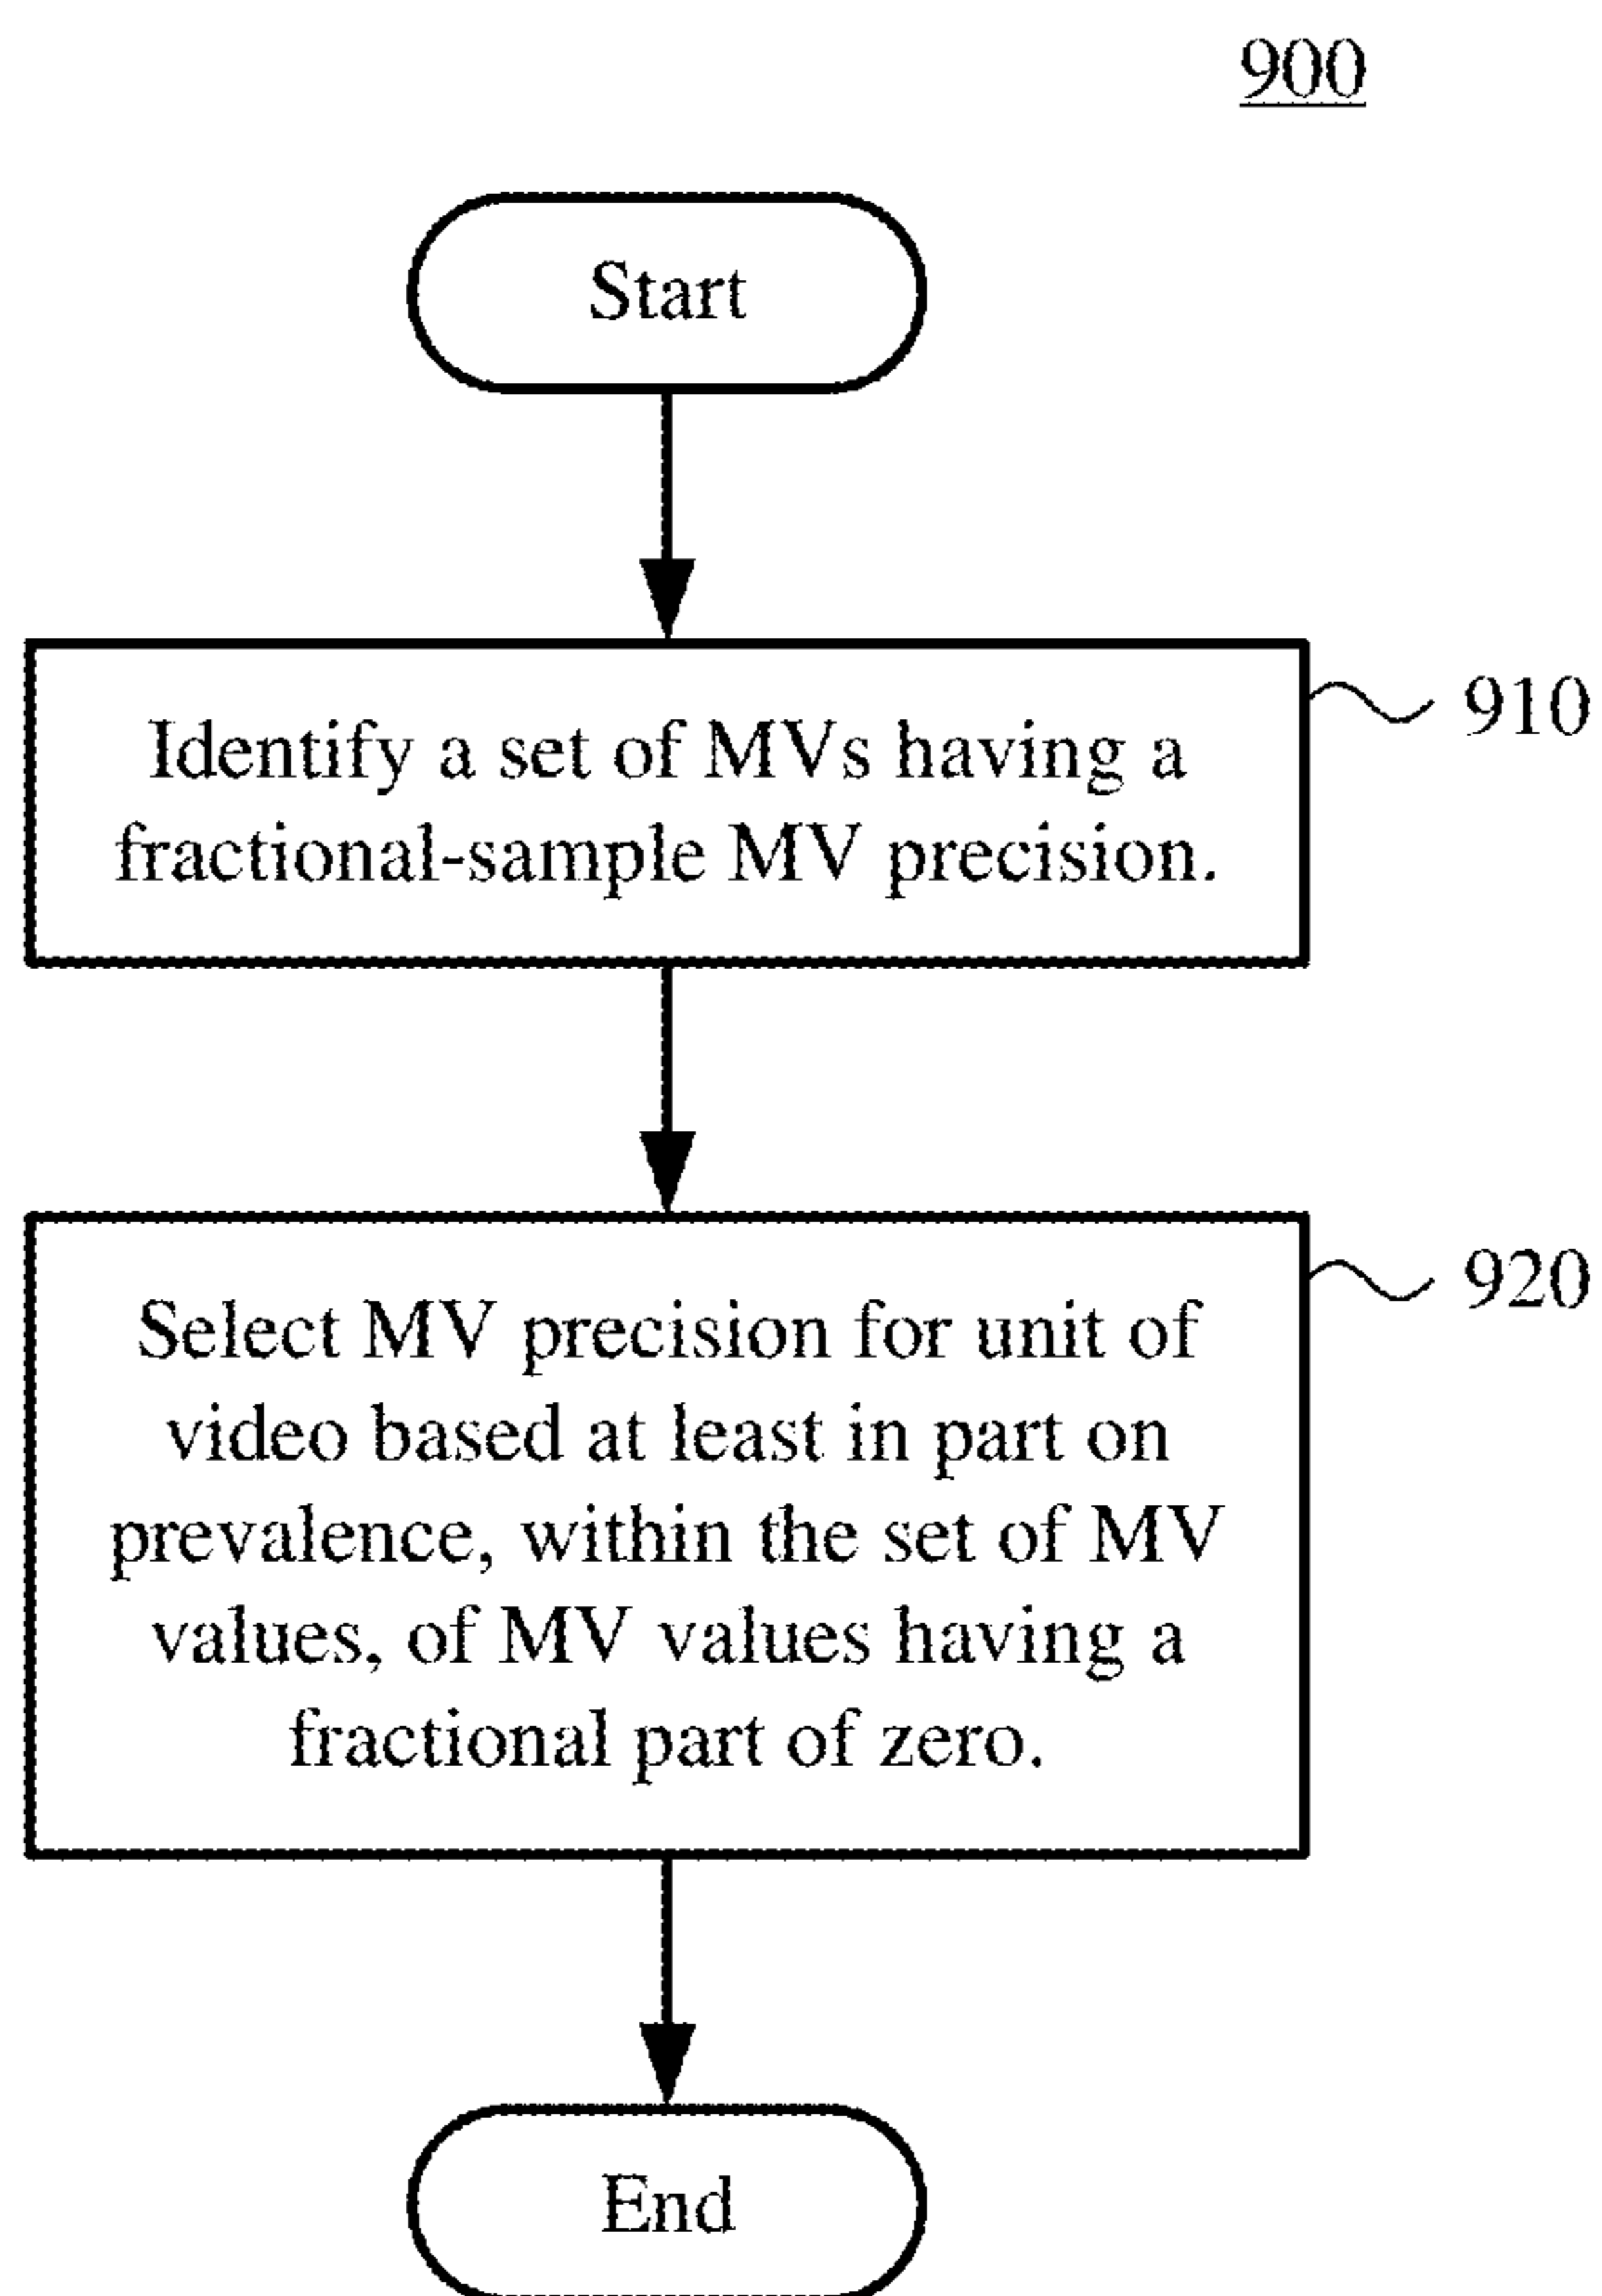 900
Start
910
Identify a set of MVs having a
fractional-sample MV precision.
920
Select MV precision for unit of
video based at least in part on
prevalence, within the set of MV
values, of MV values having a
fractional part of zero.
End